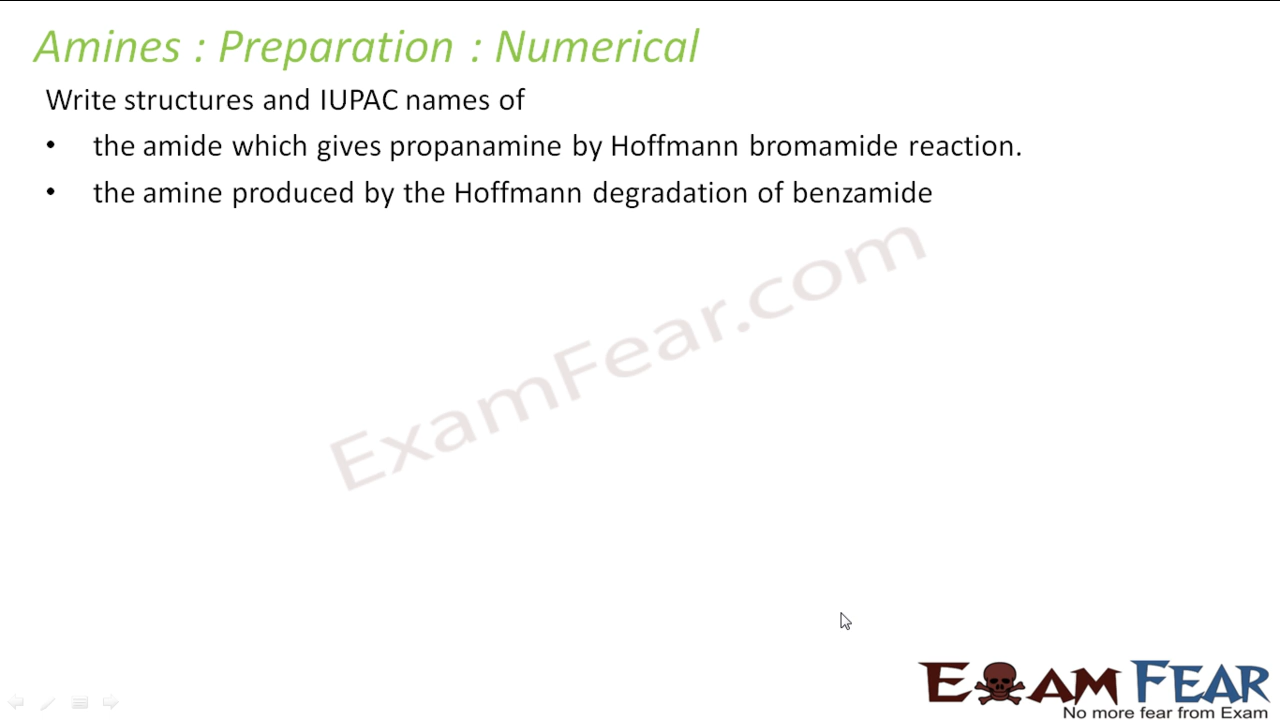 Amines : Preparation : Numerical
Write structures and IUPAC names of
• the amide which gives propanamine by Hoffmann bromamide reaction.
• the amine produced by the Hoffmann degradation of benzamide
ExamFear.com
EXAM FEAR
No more fear from Exam